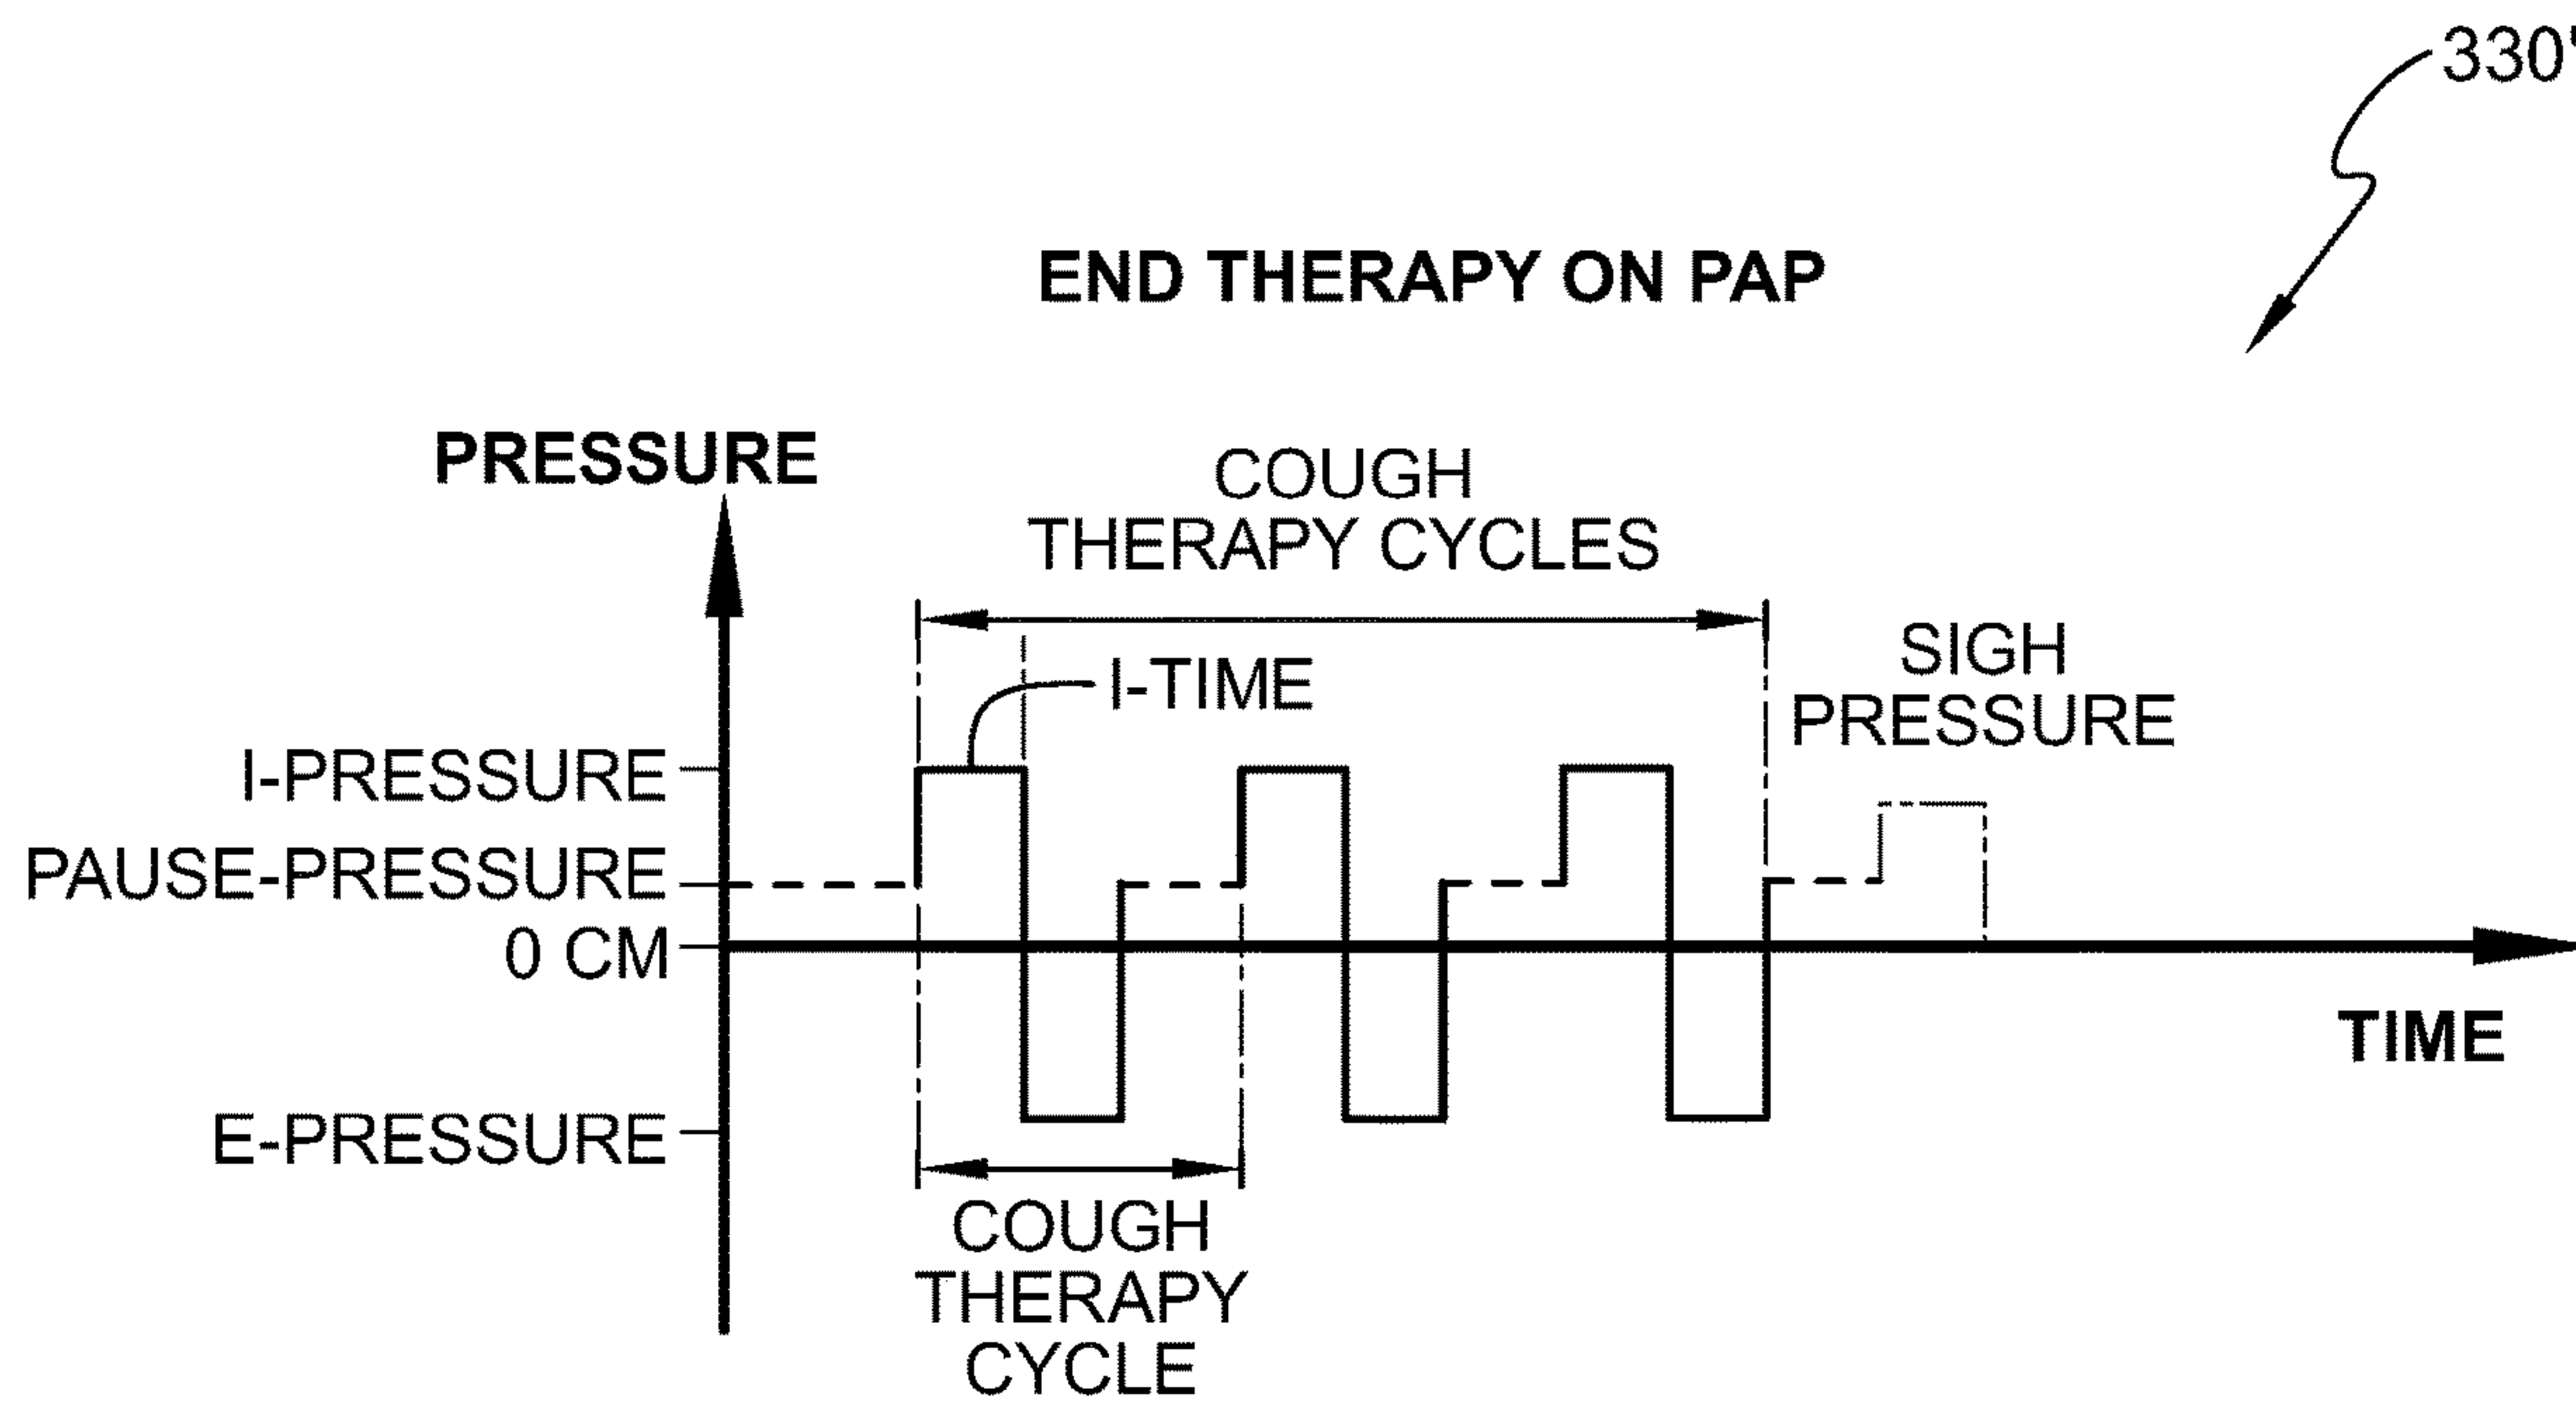 330'
END THERAPY ON PAP
PRESSURE
COUGH
THERAPY CYCLES
I-TIME
SIGH
PRESSURE
I-PRESSURE
PAUSE-PRESSURE
0 CM
E-PRESSURE
TIME
COUGH
THERAPY
CYCLE